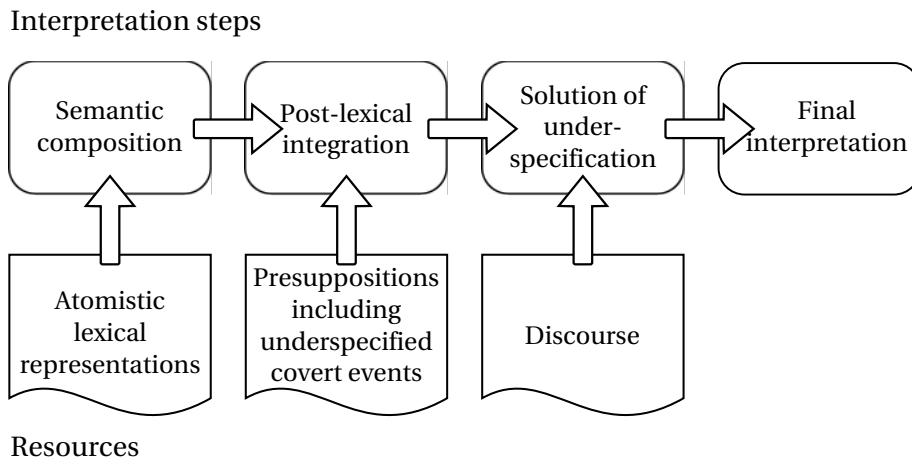 Interpretation steps
Semantic
composition
Post-lexical
integration
Solution of
under-
specification
Final
interpretation
Atomistic
lexical
representations
Presuppositions
including
underspecified
covert events
Discourse
Resources